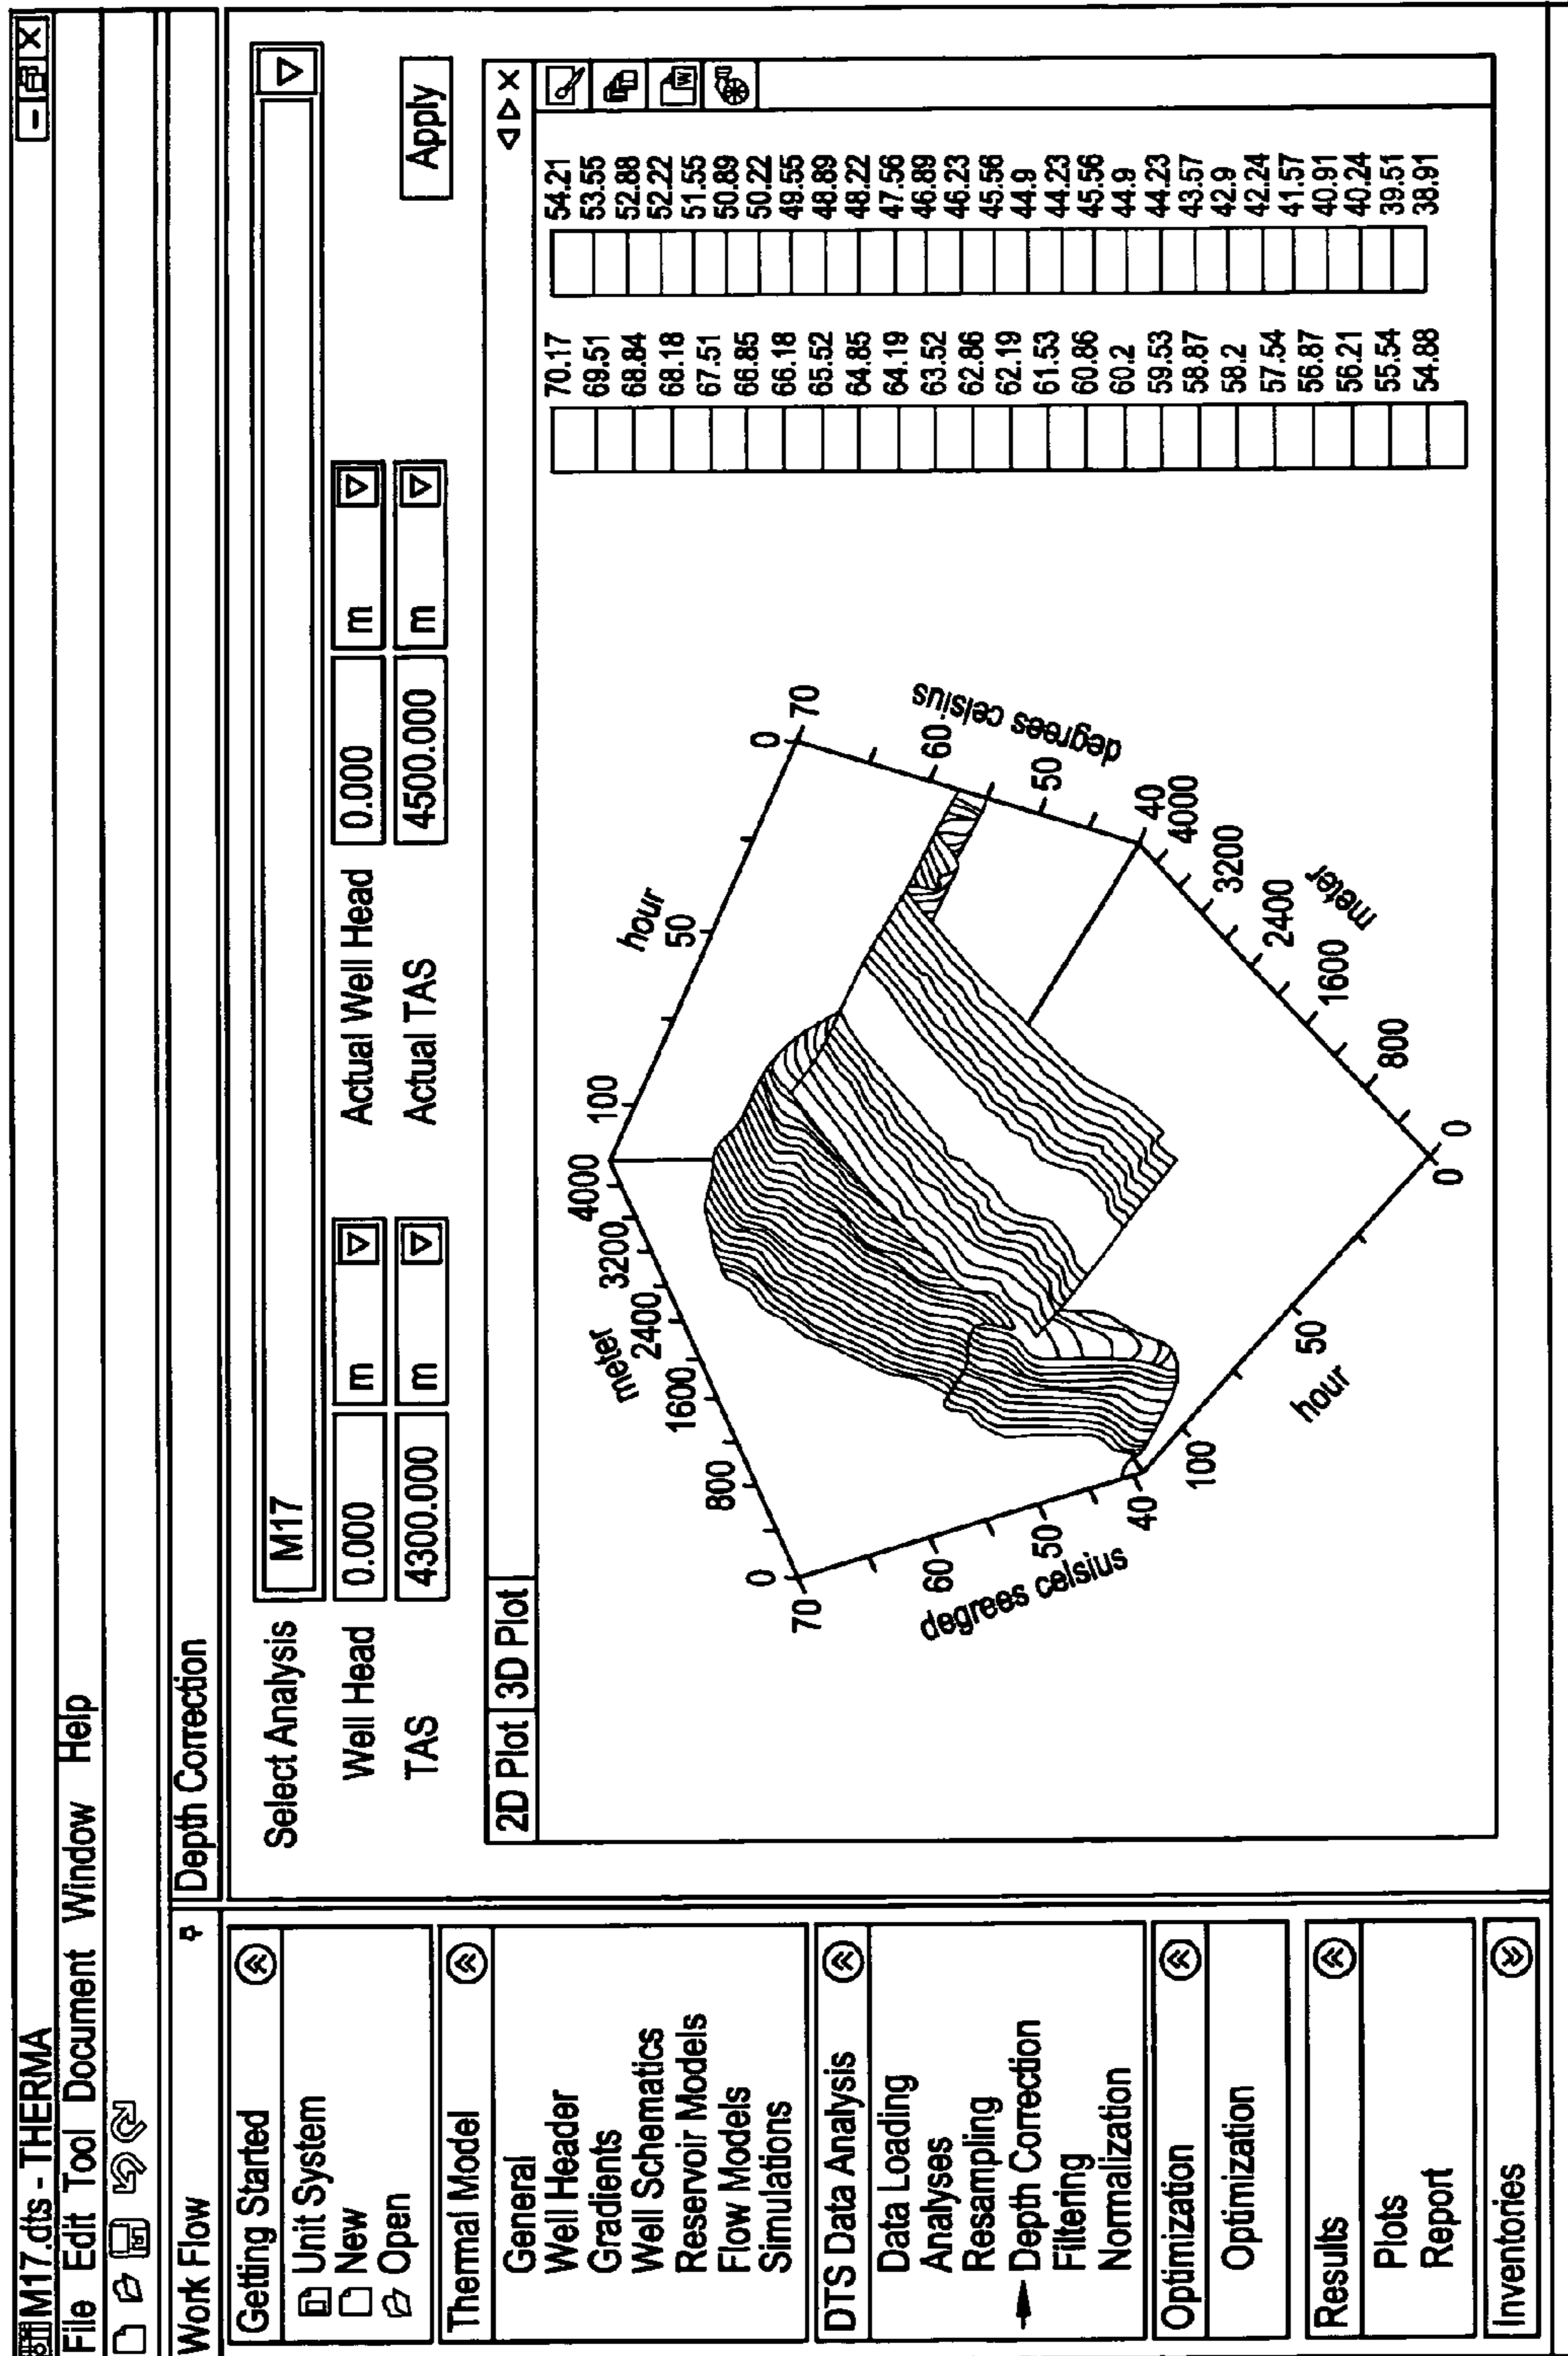 M17.dts - THERMA
File Edit Tool Document Window Help
Work Flow
Getting Started
Unit System
New
Open
Thermal Model
General
Well Header
Gradients
Well Schematics
Reservoir Models
Flow Models
Simulations
DTS Data Analysis
Data Loading
Analyses
Resampling
Depth Correction
Filtering
Normalization
Optimization
Optimization
Results
Plots
Report
Inventories
Depth Correction
Select Analysis M17
Well Head 0.000 m Actual Well Head 0.000 m
TAS 4300.000 m Actual TAS 4500.000 m Apply
2D Plot 3D Plot
W
0 800 1600 2400 3200 4000
meter
100 50 0
hour
70 60 50 40
degrees celsius
70 60 50 40
degrees celsius
100 50 0
hour
0 800 1600 2400 3200 4000
meter
70.17
69.51
68.84
68.18
67.51
66.85
66.18
65.52
64.85
64.19
63.52
62.86
62.19
61.53
60.86
60.2
59.53
58.87
58.2
57.54
56.87
56.21
55.54
54.88
54.21
53.55
52.88
52.22
51.55
50.89
50.22
49.55
48.89
48.22
47.56
46.89
46.23
45.56
44.9
44.23
45.56
44.9
44.23
43.57
42.9
42.24
41.57
40.91
40.24
39.51
38.91